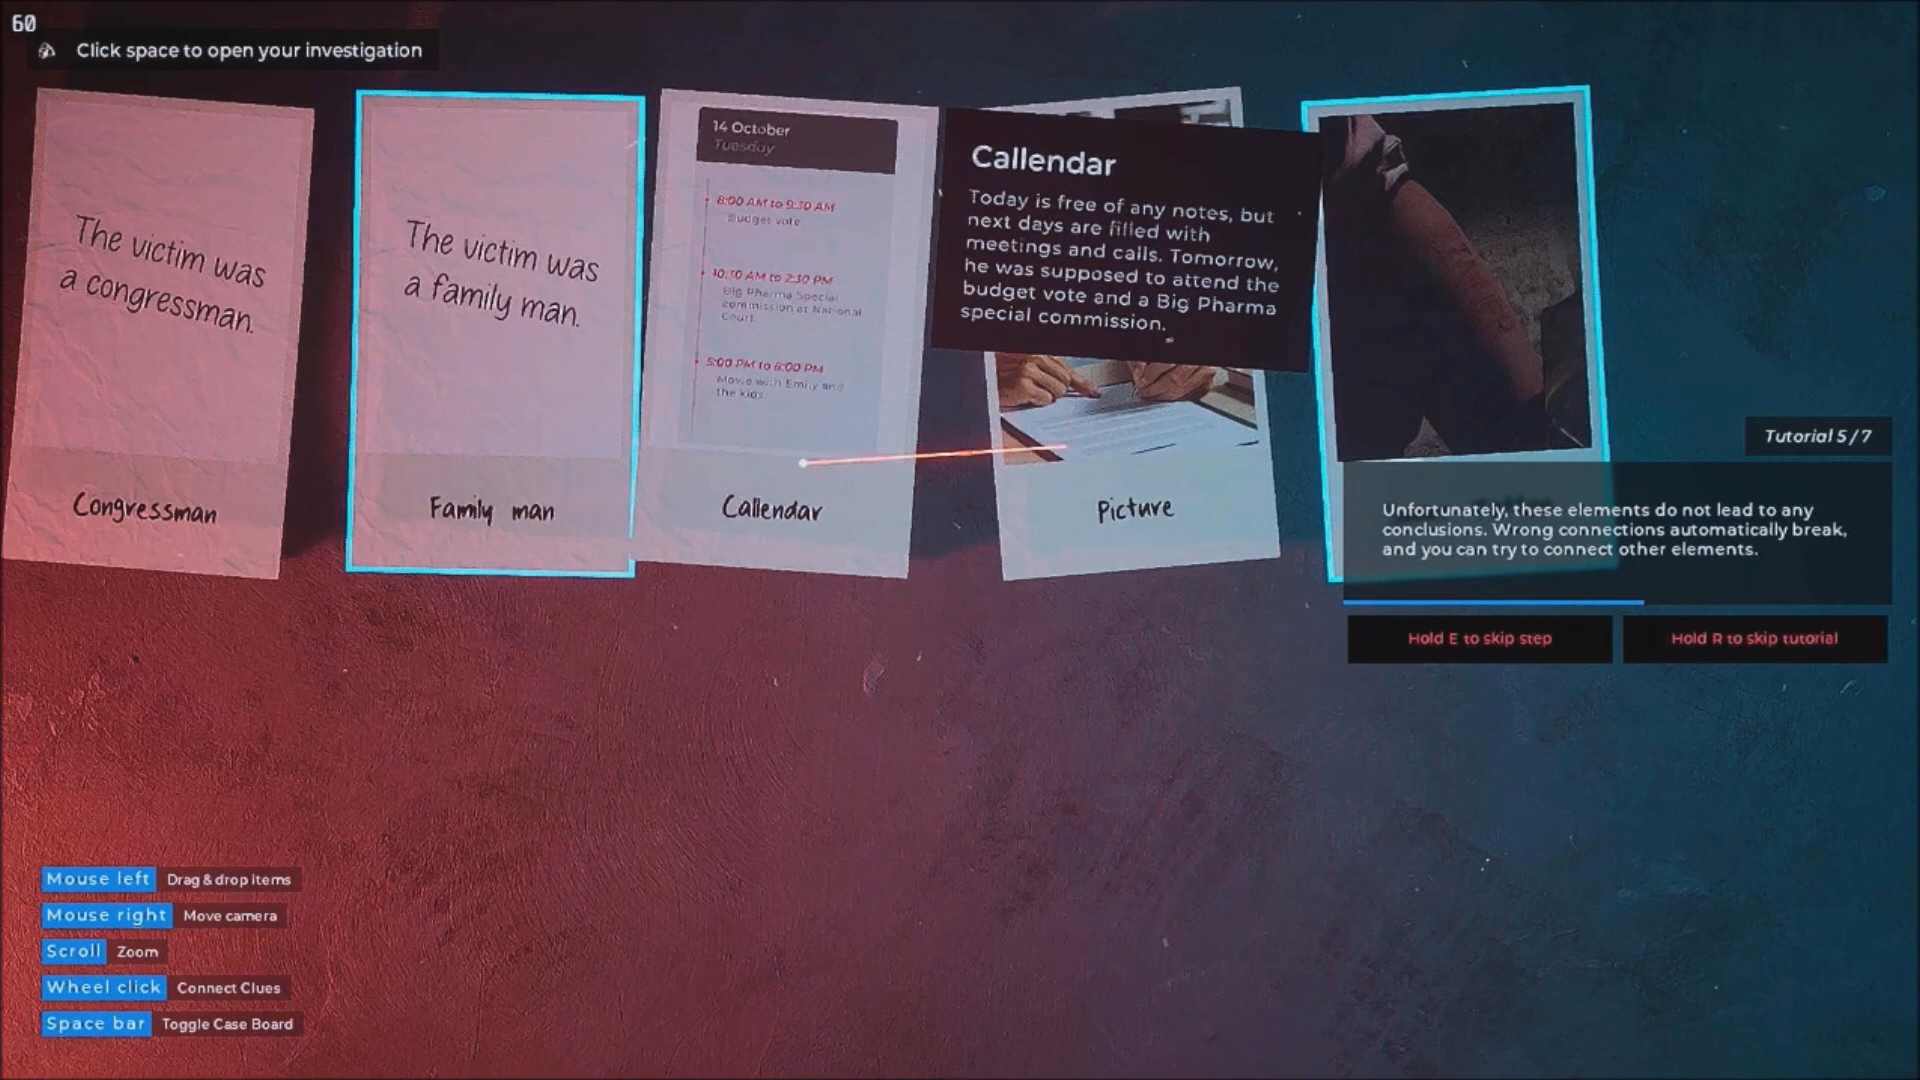 60
Click space to open your investigation
The victim was
a congressman.
Congressman
The victim was
a family man.
Family man
14 October
Tuesday
8:00 AM to 9:30 AM
Budget vote
10:30 AM to 2:30 PM
Big Pharma Special
commission at National
Court
5:00 PM to 6:00 PM
Movie with Emily and
the kids
Callendar
Callendar
Today is free of any notes, but
next days are filled with
meetings and calls. Tomorrow,
he was supposed to attend the
budget vote and a Big Pharma
special commission.
Picture
Tutorial 5 / 7
Unfortunately, these elements do not lead to any
conclusions. Wrong connections automatically break,
and you can try to connect other elements.
Hold E to skip step
Hold R to skip tutorial
Mouse left Drag & drop items
Mouse right Move camera
Scroll Zoom
Wheel click Connect Clues
Space bar Toggle Case Board